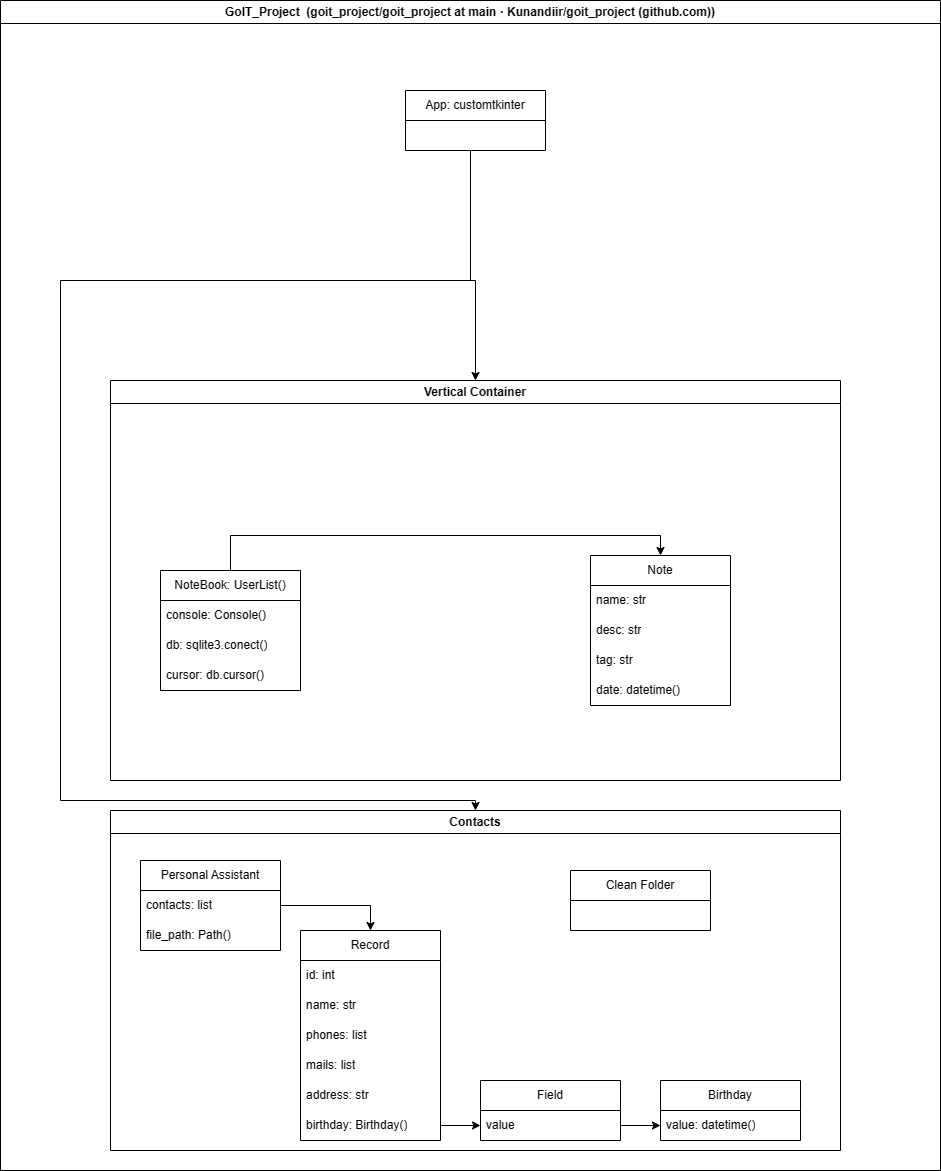 GoIT_Project  (goit_project/goit_project at main · Kunandiir/goit_project (github.com))
App: customtkinter
Vertical Container
NoteBook: UserList()
console: Console()
db: sqlite3.conect()
cursor: db.cursor()
Note
name: str
desc: str
tag: str
date: datetime()
Contacts
Personal Assistant
contacts: list
file_path: Path()
Clean Folder
Record
id: int
name: str
phones: list
mails: list
address: str
birthday: Birthday()
Field
value
Birthday
value: datetime()